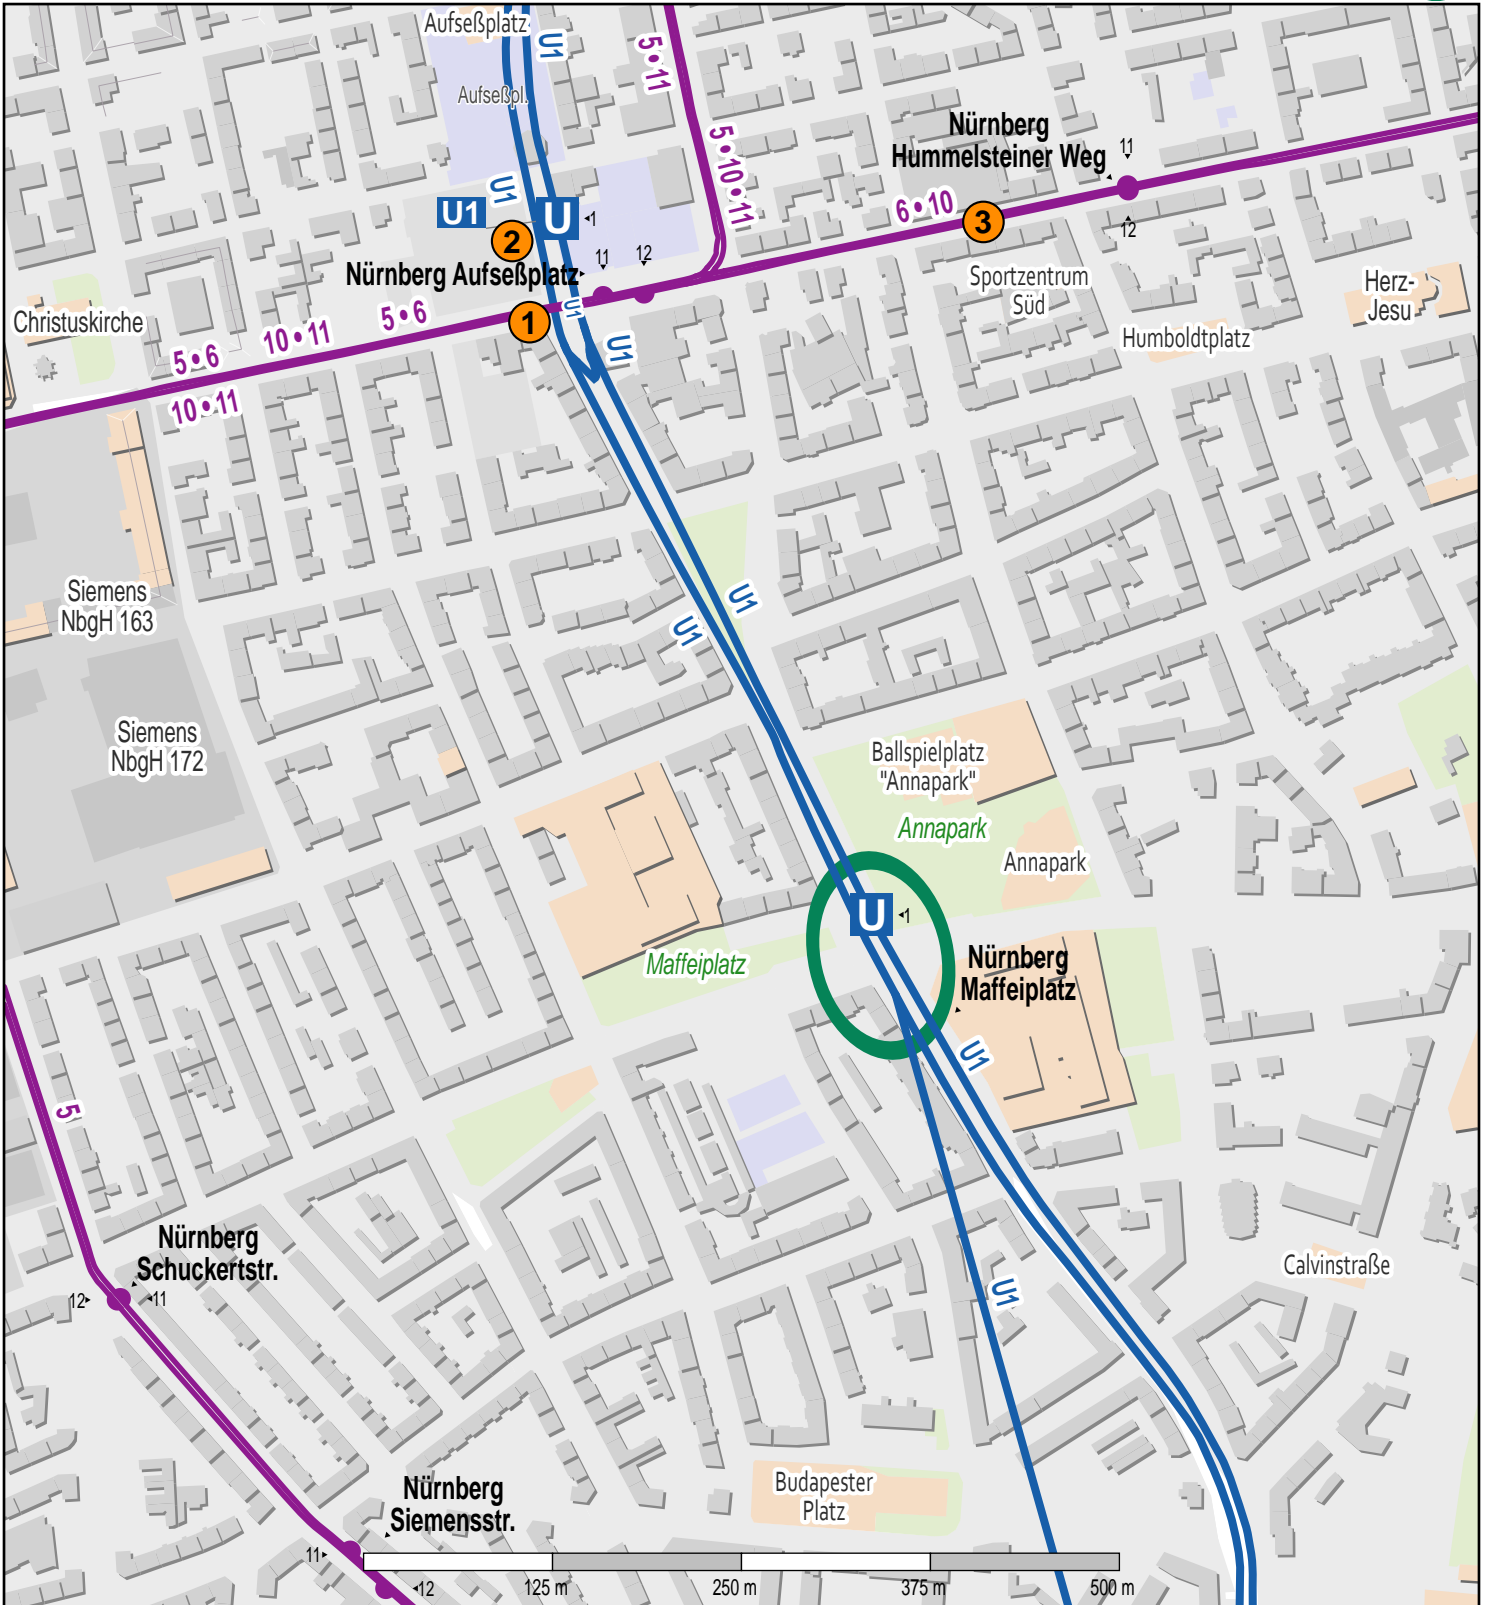 Aufseßplatz
U1
5•11
Aufseßpl.
Nürnberg
Hummelsteiner Weg
11
5•10•11
U1
U1
U
1
6•10
3
12
2
Nürnberg Aufseßplatz
11
12
Sportzentrum
Süd
Herz-
Jesu
Christuskirche
5•6
1
U1
10•11
5•6
U1
Humboldtplatz
10•11
Siemens
NbgH 163
U1
U1
Siemens
NbgH 172
Ballspielplatz
"Annapark"
Annapark
Annapark
U
1
Maffeiplatz
Nürnberg
Maffeiplatz
U1
5
Nürnberg
Schuckertstr.
12
11
Calvinstraße
U1
Nürnberg
Siemensstr.
Budapester
Platz
11
12
125 m
250 m
375 m
500 m